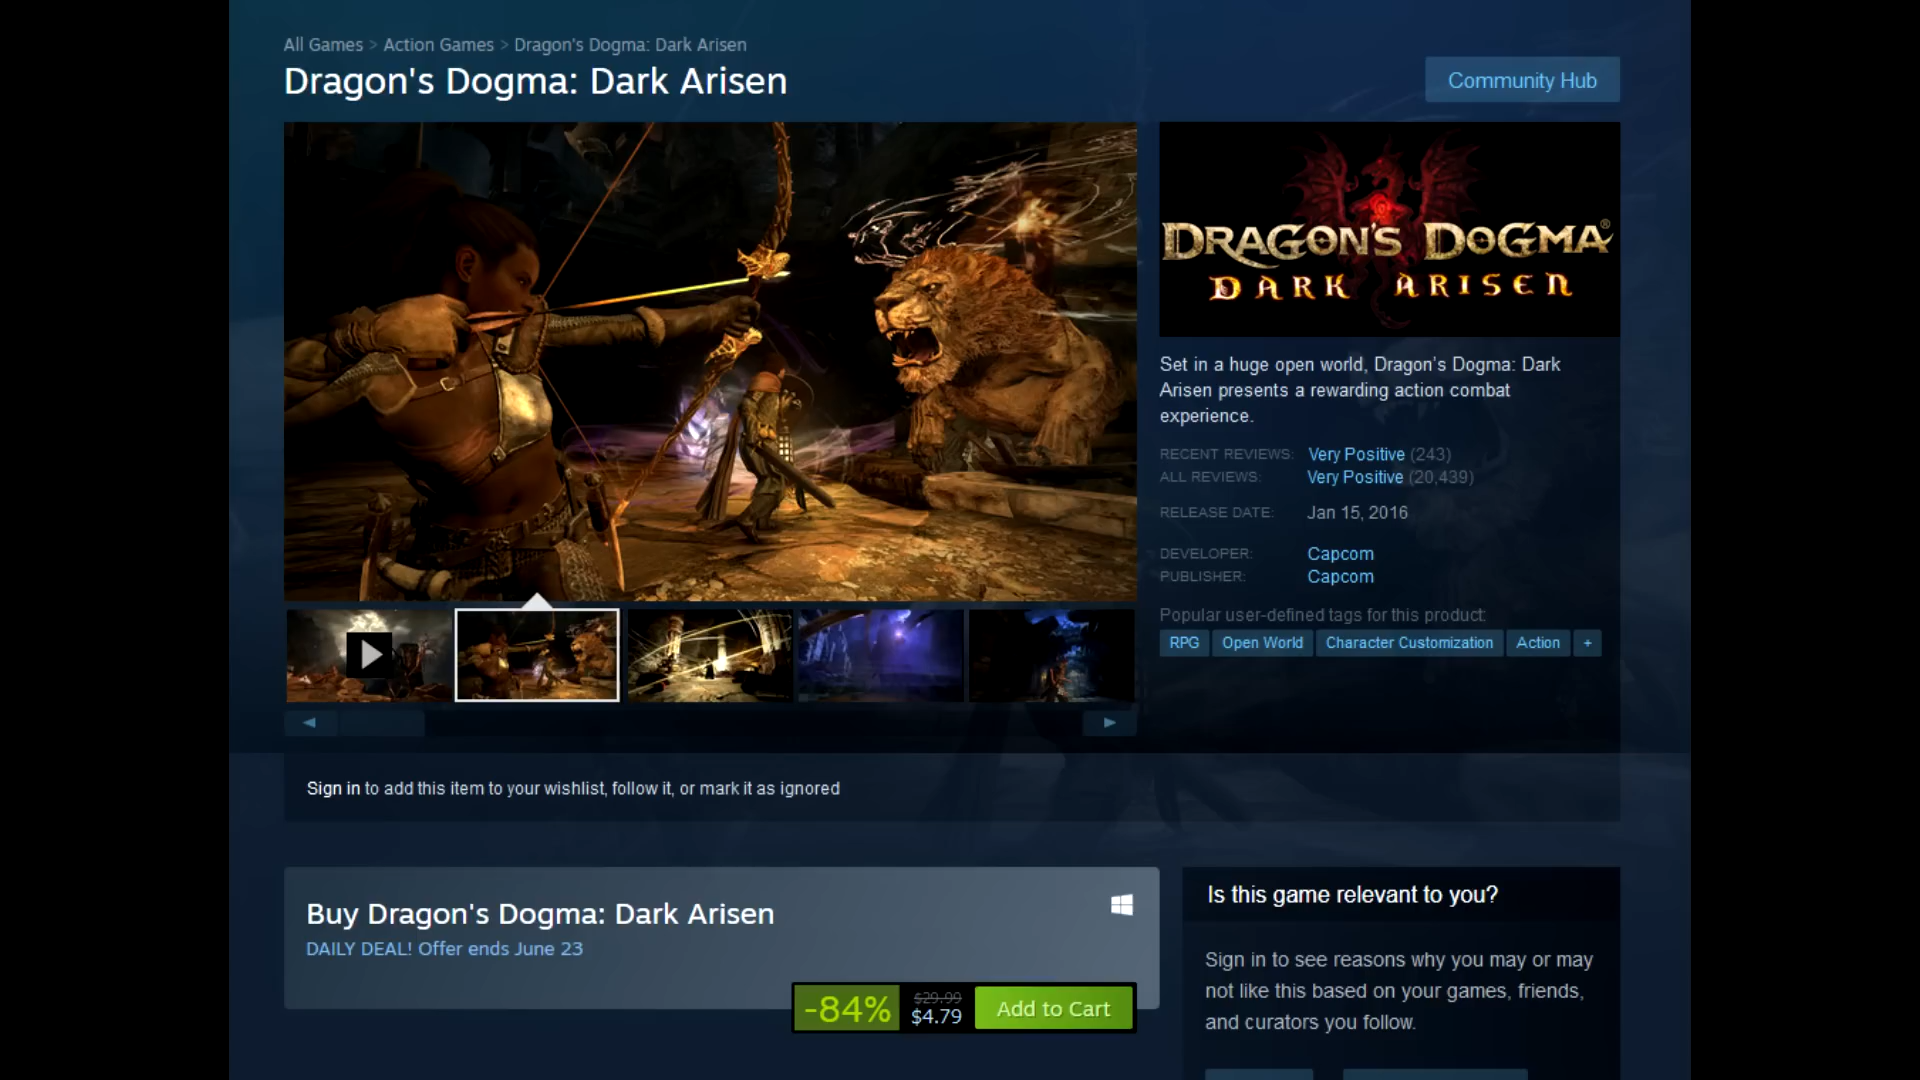 All Games > Action Games > Dragon's Dogma: Dark Arisen
Dragon's Dogma: Dark Arisen
Community Hub
DRAGON'S DOGMA®
DARK ARISEN
Set in a huge open world, Dragon’s Dogma: Dark
Arisen presents a rewarding action combat
experience.
RECENT REVIEWS: Very Positive (243)
ALL REVIEWS: Very Positive (20,439)
RELEASE DATE: Jan 15, 2016
DEVELOPER: Capcom
PUBLISHER: Capcom
Popular user-defined tags for this product:
RPG Open World Character Customization Action +
Sign in to add this item to your wishlist, follow it, or mark it as ignored
Buy Dragon's Dogma: Dark Arisen
DAILY DEAL! Offer ends June 23
-84% $29.99 $4.79 Add to Cart
Is this game relevant to you?
Sign in to see reasons why you may or may
not like this based on your games, friends,
and curators you follow.